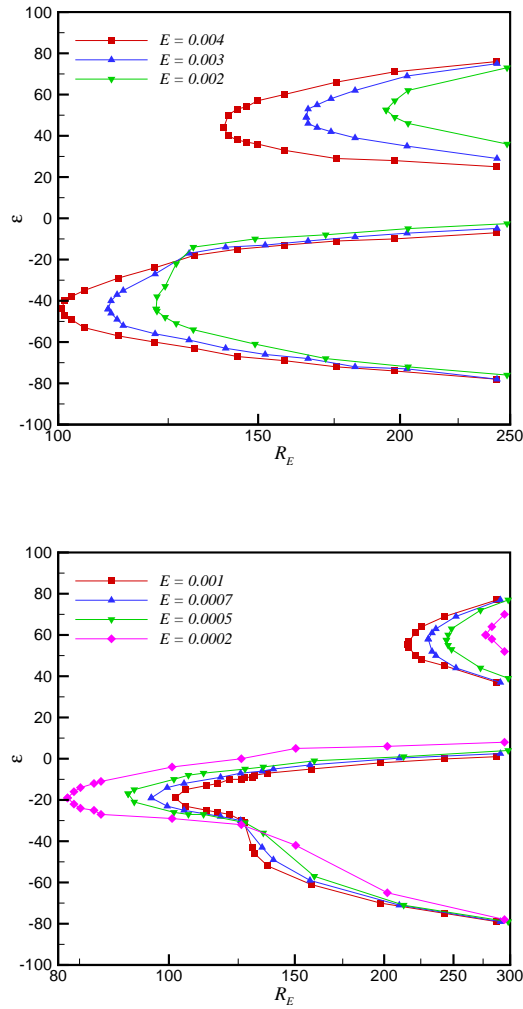 100
80
60
40
20
0
-20
-40
-60
-80
-100
ε
E = 0.004
E = 0.003
E = 0.002
100 150 200 250
R_E
100
80
60
40
20
0
-20
-40
-60
-80
-100
ε
E = 0.001
E = 0.0007
E = 0.0005
E = 0.0002
80 100 150 200 250 300
R_E